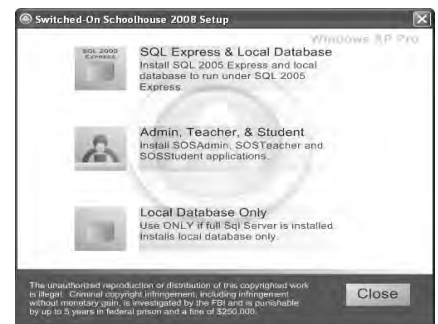 Switched-On Schoolhouse 2008 Setup
Windows XP Pro
SQL 2005
Express
SQL Express & Local Database
Install SQL 2005 Express and local
database to run under SQL 2005
Express.
Admin, Teacher, & Student
Install SOSAdmin, SOSTeacher and
SOSStudent applications.
Local Database Only
Use ONLY if full Sql Server is installed.
Installs local database only.
The unauthorized reproduction or distribution of this copyrighted work
is illegal. Criminal copyright infringement, including infringement
without monetary gain, is investigated by the FBI and is punishable
by up to 5 years in federal prison and a fine of $250,000.
Close